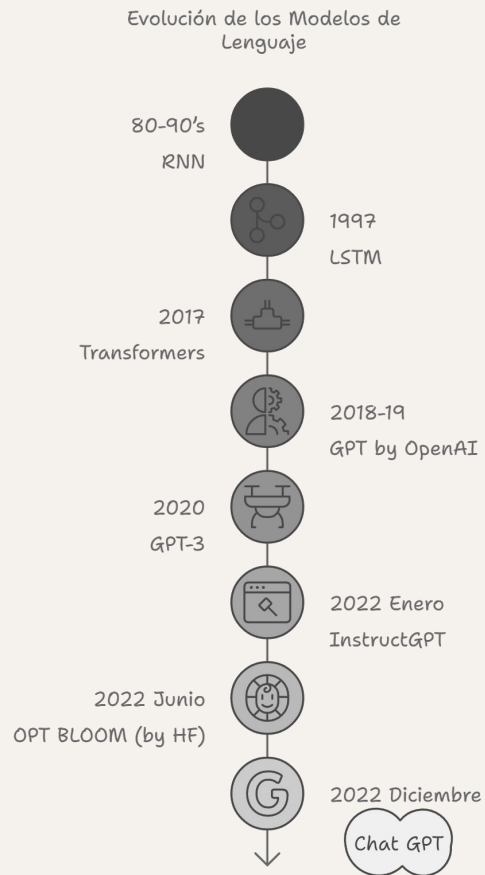 Evolución de los Modelos de
Lenguaje
80-90's
RNN
1997
LSTM
2017
Transformers
2018-19
GPT by OpenAI
2020
GPT-3
2022 Enero
InstructGPT
2022 Junio
OPT BLOOM (by HF)
G
2022 Diciembre
Chat GPT